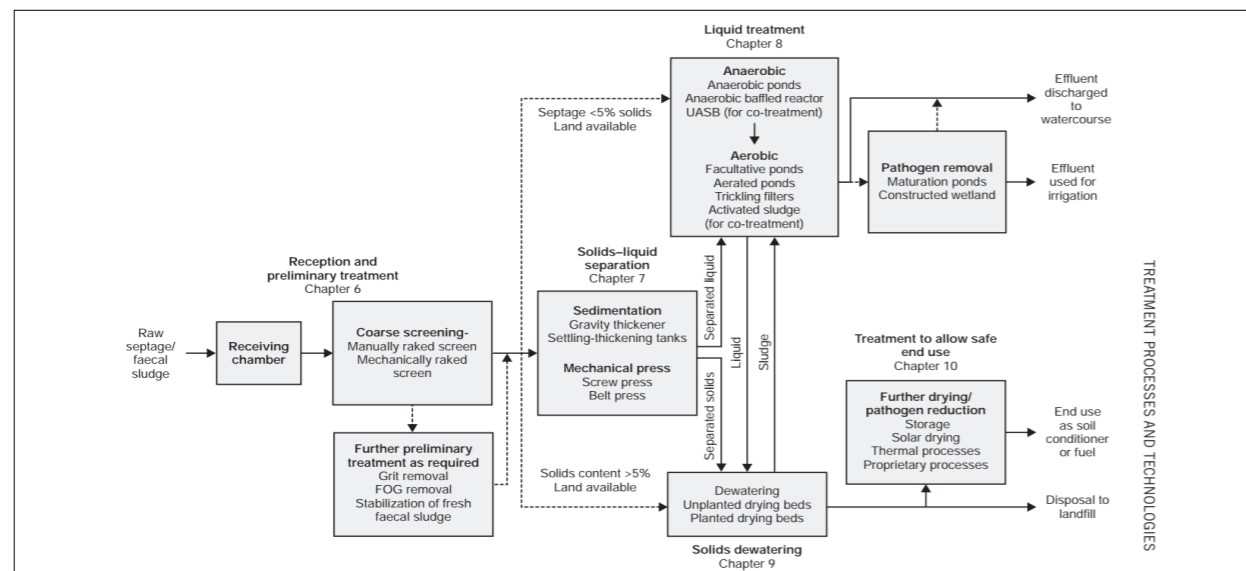 Liquid treatment
Chapter 8
Anaerobic
Anaerobic ponds
Anaerobic baffled reactor
UASB (for co-treatment)
Aerobic
Facultative ponds
Aerated ponds
Trickling filters
Activated sludge
(for co-treatment)
Septage <5% solids
Land available
Effluent
discharged
to
watercourse
Pathogen removal
Maturation ponds
Constructed wetland
Effluent
used for
irrigation
Reception and
preliminary treatment
Chapter 6
Solids–liquid
separation
Chapter 7
Raw
septage/
faecal
sludge
Receiving
chamber
Coarse screening-
Manually raked screen
Mechanically raked
screen
Further preliminary
treatment as required
Grit removal
FOG removal
Stabilization of fresh
faecal sludge
Sedimentation
Gravity thickener
Settling-thickening tanks
Mechanical press
Screw press
Belt press
Separated liquid
Separated solids
Liquid
Sludge
Solids content >5%
Land available
Dewatering
Unplanted drying beds
Planted drying beds
Solids dewatering
Chapter 9
Treatment to allow safe
end use
Chapter 10
Further drying/
pathogen reduction
Storage
Solar drying
Thermal processes
Proprietary processes
End use
as soil
conditioner
or fuel
Disposal to
landfill
TREATMENT PROCESSES AND TECHNOLOGIES